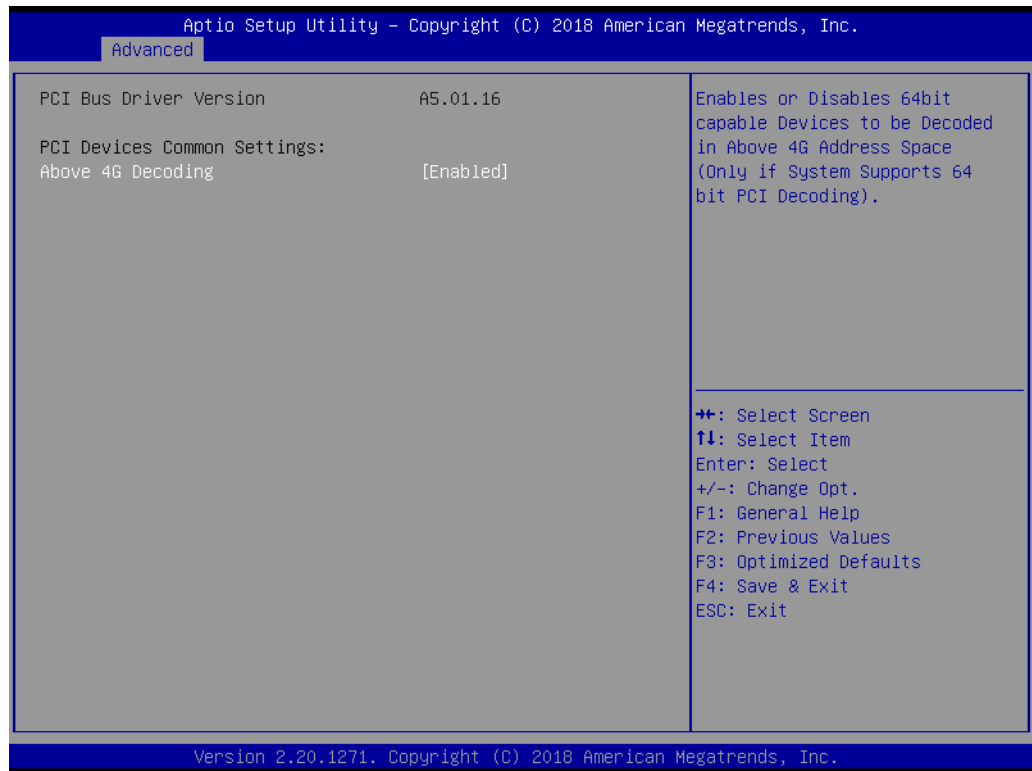 Aptio Setup Utility – Copyright (C) 2018 American Megatrends, Inc.
Advanced
PCI Bus Driver Version A5.01.16
PCI Devices Common Settings:
Above 4G Decoding [Enabled]
Enables or Disables 64bit
capable Devices to be Decoded
in Above 4G Address Space
(Only if System Supports 64
bit PCI Decoding).
→←: Select Screen
↑↓: Select Item
Enter: Select
+/-: Change Opt.
F1: General Help
F2: Previous Values
F3: Optimized Defaults
F4: Save & Exit
ESC: Exit
Version 2.20.1271. Copyright (C) 2018 American Megatrends, Inc.